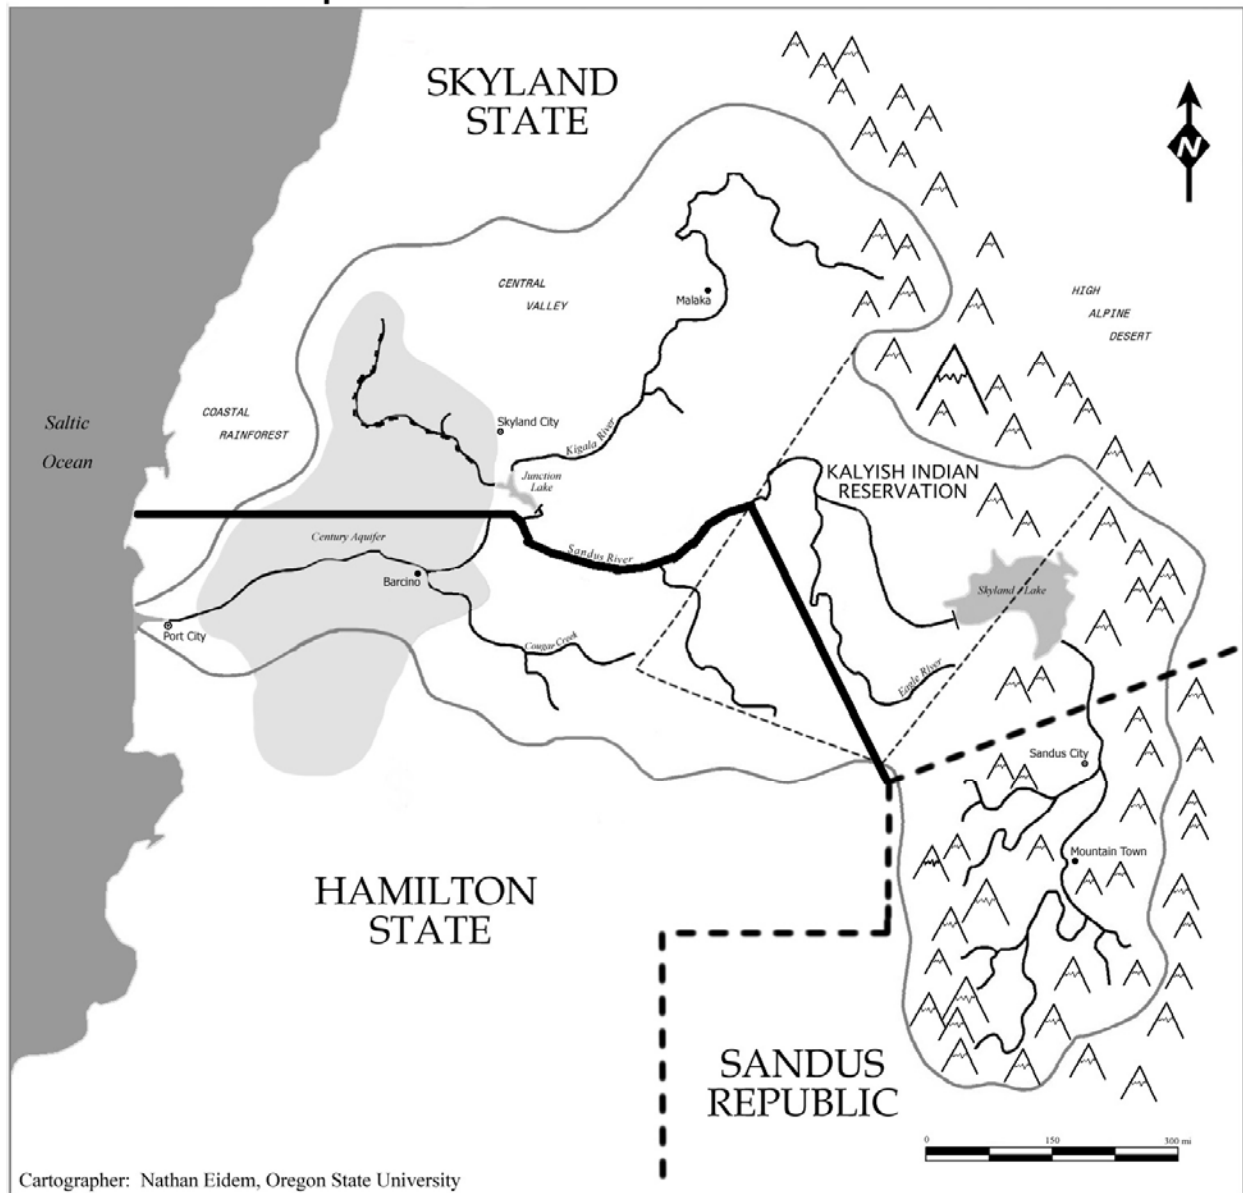 SKYLAND
STATE
N
CENTRAL
VALLEY
Malaka
HIGH
ALPINE
DESERT
Saltic
Ocean
COASTAL
RAINFOREST
Skyland City
Kigala River
Junction
Lake
KALYISH INDIAN
RESERVATION
Century Aquifer
Sandus River
Barcino
Skyland Lake
Port City
Cougar Creek
Eagle River
Sandus City
Mountain Town
HAMILTON
STATE
SANDUS
REPUBLIC
0 150 300 mi
Cartographer: Nathan Eidem, Oregon State University